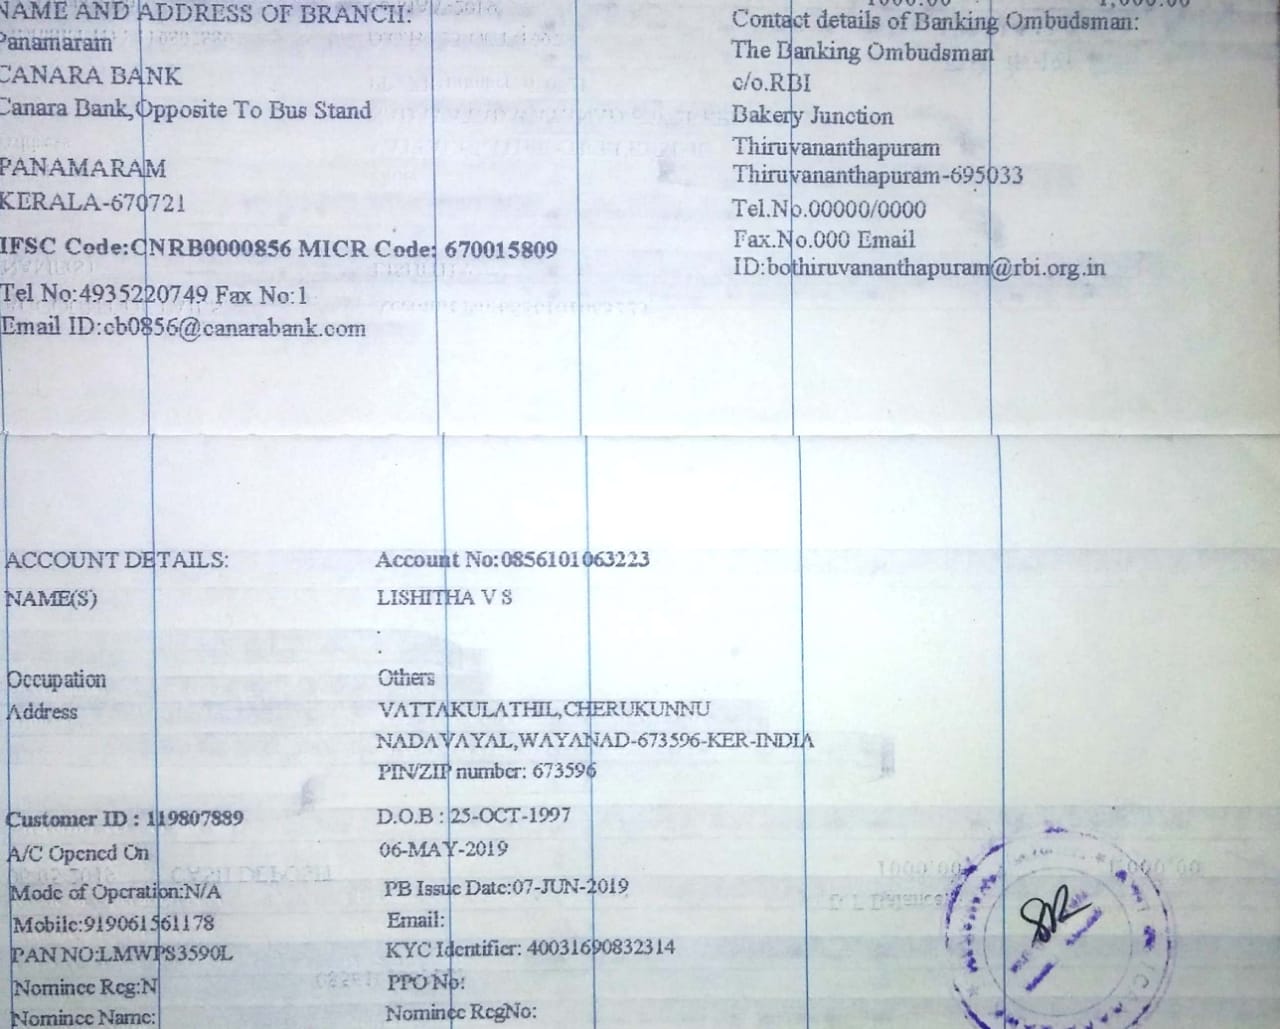 NAME AND ADDRESS OF BRANCH:
Panamaram
CANARA BANK
Canara Bank,Opposite To Bus Stand
PANAMARAM
KERALA-670721
IFSC Code:CNRB0000856 MICR Code: 670015809
Tel No:4935220749 Fax No:1
Email ID:cb0856@canarabank.com
1000.00 1,000.00
Contact details of Banking Ombudsman:
The Banking Ombudsman
c/o.RBI
Bakery Junction
Thiruvananthapuram
Thiruvananthapuram-695033
Tel.No.00000/0000
Fax.No.000 Email
ID:bothiruvananthapuram@rbi.org.in
ACCOUNT DETAILS: Account No:0856101063223
NAME(S) LISHITHA V S
.
Occupation Others
Address VATTAKULATHIL,CHERUKUNNU
NADAVAYAL,WAYANAD-673596-KER-INDIA
PIN/ZIP number: 673596
Customer ID : 119807889 D.O.B : 25-OCT-1997
A/C Opened On 06-MAY-2019
Mode of Operation:N/A PB Issue Date:07-JUN-2019
Mobile:919061561178 Email:
PAN NO:LMWPS3590L KYC Identifier: 40031690832314
Nominee Reg:N PPO No:
Nominee Name: Nominee RegNo: